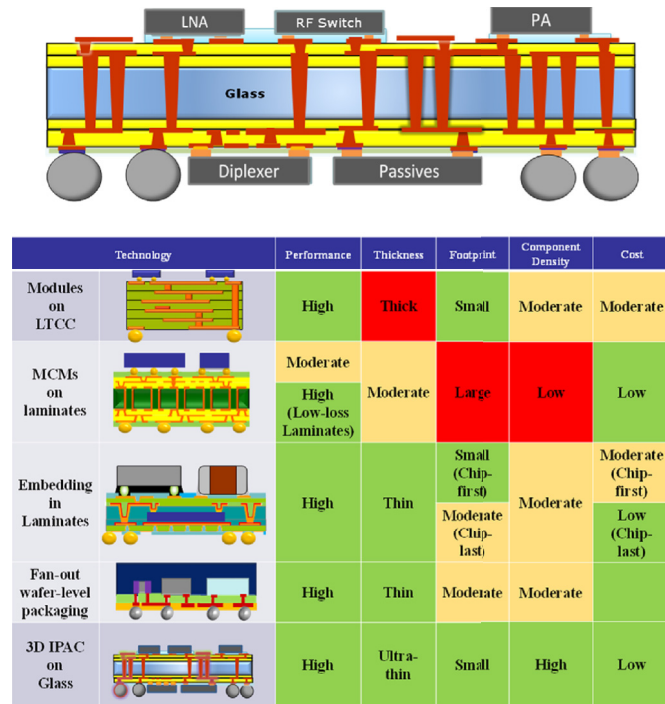 LNA
RF Switch
PA
Glass
Diplexer
Passives
Technology
Performance
Thickness
Footprint
Component
Density
Cost
Modules
on
LTCC
High
Thick
Small
Moderate
Moderate
MCMs
on
laminates
Moderate
High
(Low-loss
Laminates)
Moderate
Large
Low
Low
Embedding
in
Laminates
High
Thin
Small
(Chip-
first)
Moderate
(Chip-
last)
Moderate
Moderate
(Chip-
first)
Low
(Chip-
last)
Fan-out
wafer-level
packaging
High
Thin
Moderate
Moderate
3D IPAC
on
Glass
High
Ultra-
thin
Small
High
Low